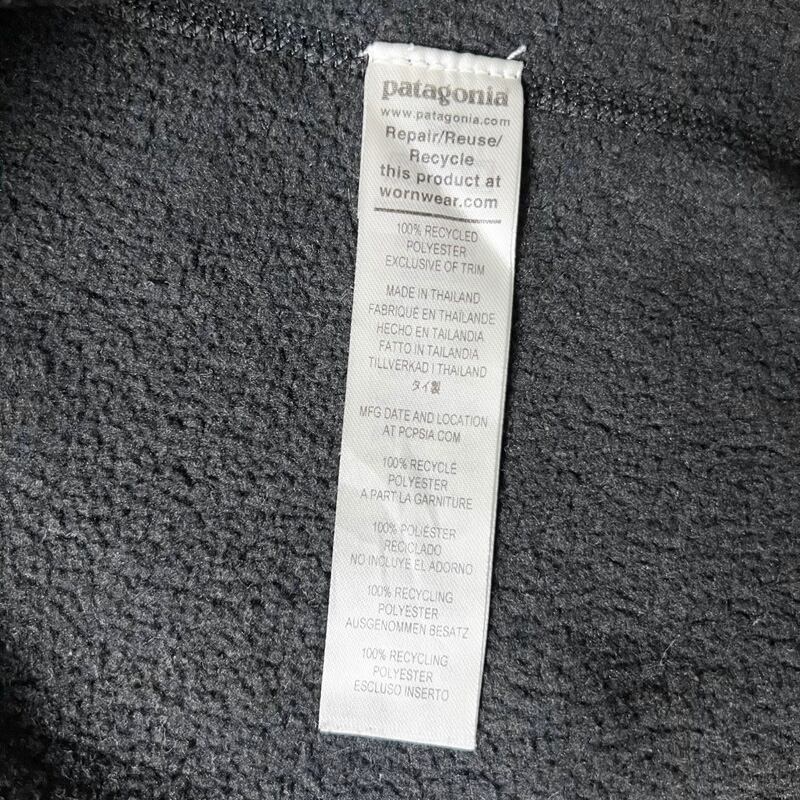 patagonia
www.patagonia.com
Repair/Reuse/
Recycle
this product at
wornwear.com
100% RECYCLED
POLYESTER
EXCLUSIVE OF TRIM
MADE IN THAILAND
FABRIQUÉ EN THAÏLANDE
HECHO EN TAILANDIA
FATTO IN TAILANDIA
TILLVERKAD I THAILAND
タイ製
MFG DATE AND LOCATION
AT PCPSIA.COM
100% RECYCLÉ
POLYESTER
A PART LA GARNITURE
100% POLIÉSTER
RECICLADO
NO INCLUYE EL ADORNO
100% RECYCLING
POLYESTER
AUSGENOMMEN BESATZ
100% RECYCLING
POLYESTER
ESCLUSO INSERTO